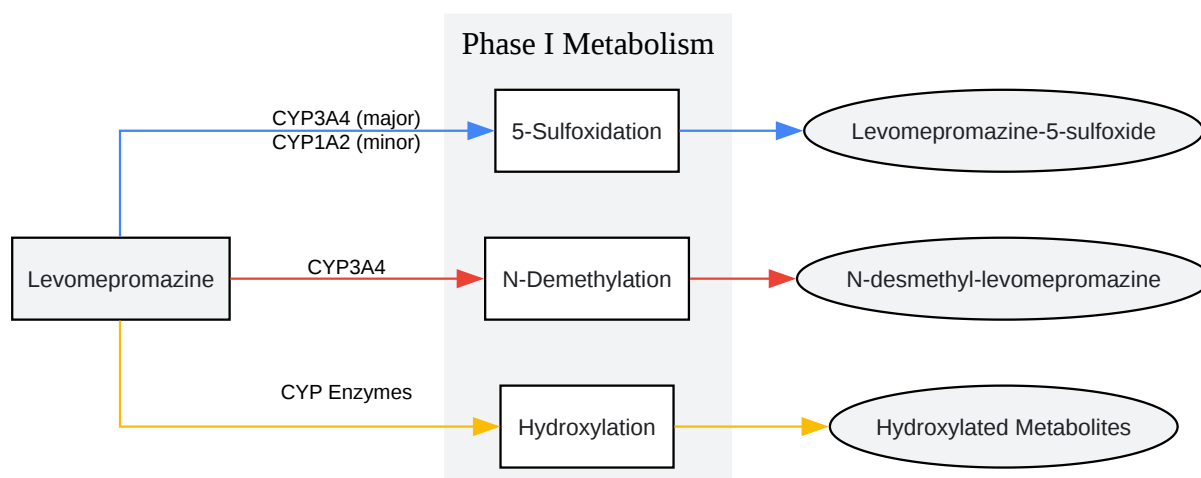 Phase I Metabolism
CYP3A4 (major)
CYP1A2 (minor)
5-Sulfoxidation
Levomepromazine-5-sulfoxide
Levomepromazine
CYP3A4
N-Demethylation
N-desmethyl-levomepromazine
CYP Enzymes
Hydroxylation
Hydroxylated Metabolites